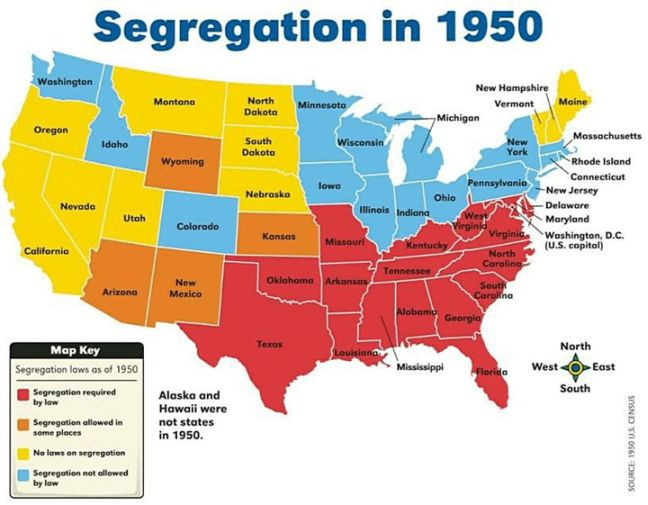 Segregation in 1950
Washington
Montana
North
Dakota
Minnesota
Michigan
New Hampshire
Vermont
Maine
Oregon
Idaho
Wyoming
South
Dakota
Wisconsin
New
York
Massachusetts
Rhode Island
Connecticut
New Jersey
Delaware
Maryland
Washington, D.C.
(U.S. capital)
Nevada
Utah
Colorado
Nebraska
Iowa
Illinois
Indiana
Ohio
Pennsylvania
West
Virginia
Virginia
California
Kansas
Missouri
Kentucky
North
Carolina
Arizona
New
Mexico
Oklahoma
Arkansas
Tennessee
South
Carolina
Texas
Louisiana
Mississippi
Alabama
Georgia
Florida
Map Key
Segregation laws as of 1950
Segregation required
by law
Segregation allowed in
some places
No laws on segregation
Segregation not allowed
by law
Alaska and
Hawaii were
not states
in 1950.
North
West
East
South
SOURCE: 1950 U.S. CENSUS